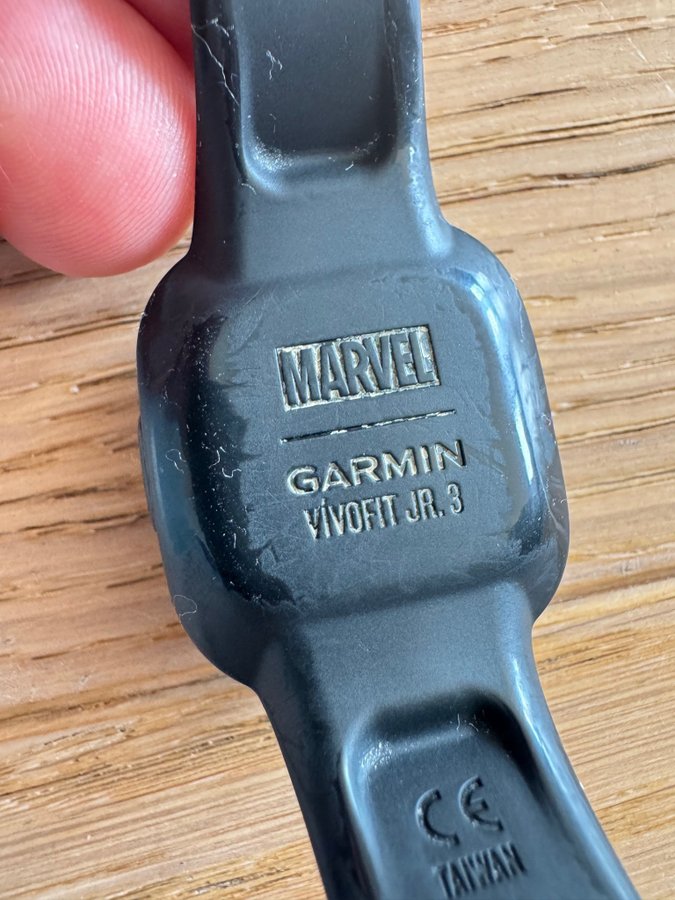 MARVEL
GARMIN
VÍVOFIT JR. 3
CE
TAIWAN